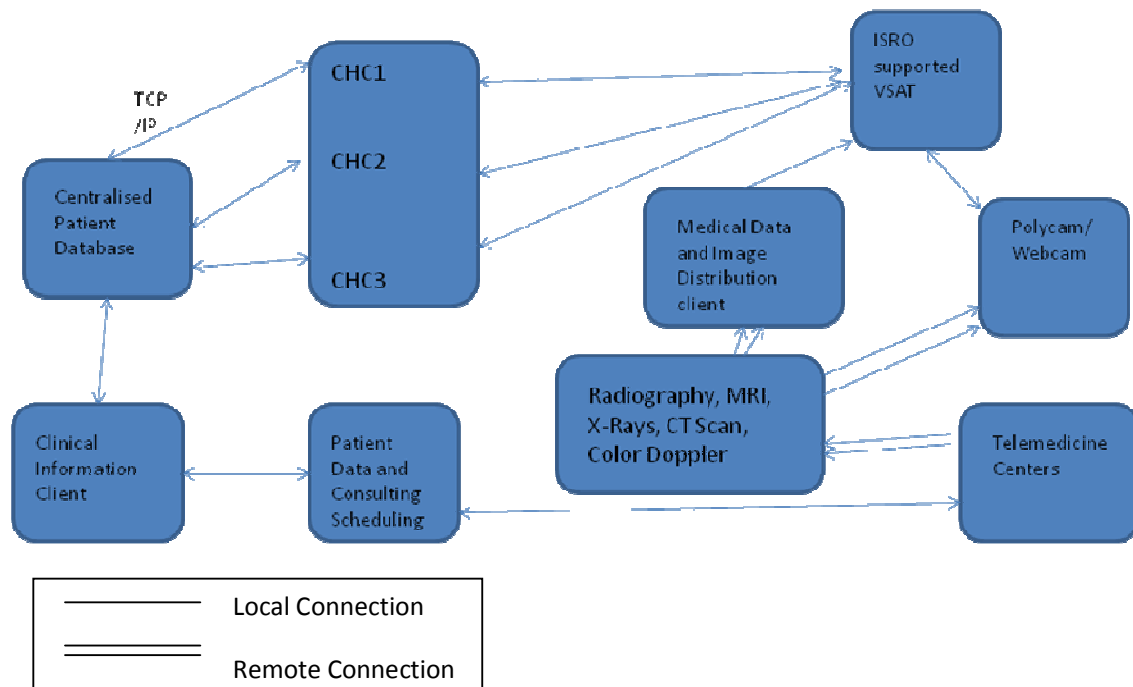 CHC1
CHC2
CHC3
ISRO
supported
VSAT
TCP
/IP
Centralised
Patient
Database
Medical Data
and Image
Distribution
client
Polycam/
Webcam
Radiography, MRI,
X-Rays, CT Scan,
Color Doppler
Clinical
Information
Client
Patient
Data and
Consulting
Scheduling
Telemedicine
Centers
Local Connection
Remote Connection